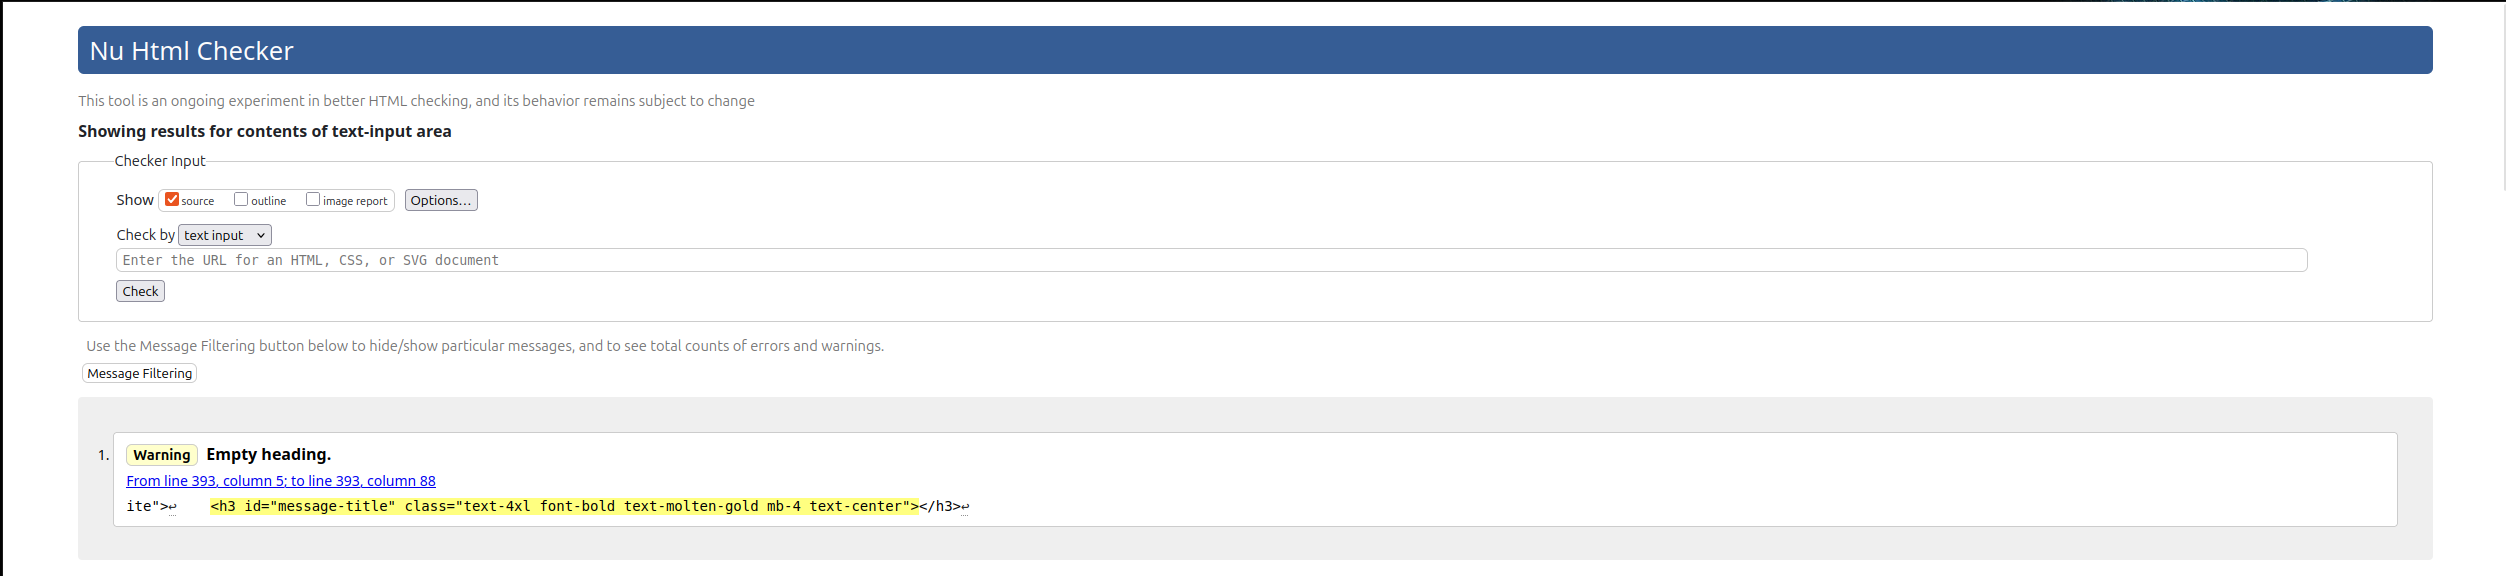 Nu Html Checker
This tool is an ongoing experiment in better HTML checking, and its behavior remains subject to change
Showing results for contents of text-input area
Checker Input
Show source outline image report Options...
Check by text input
Enter the URL for an HTML, CSS, or SVG document
Check
Use the Message Filtering button below to hide/show particular messages, and to see total counts of errors and warnings.
Message Filtering
1. Warning Empty heading.
From line 393, column 5; to line 393, column 88
ite">↩ <h3 id="message-title" class="text-4xl font-bold text-molten-gold mb-4 text-center"></h3>↩